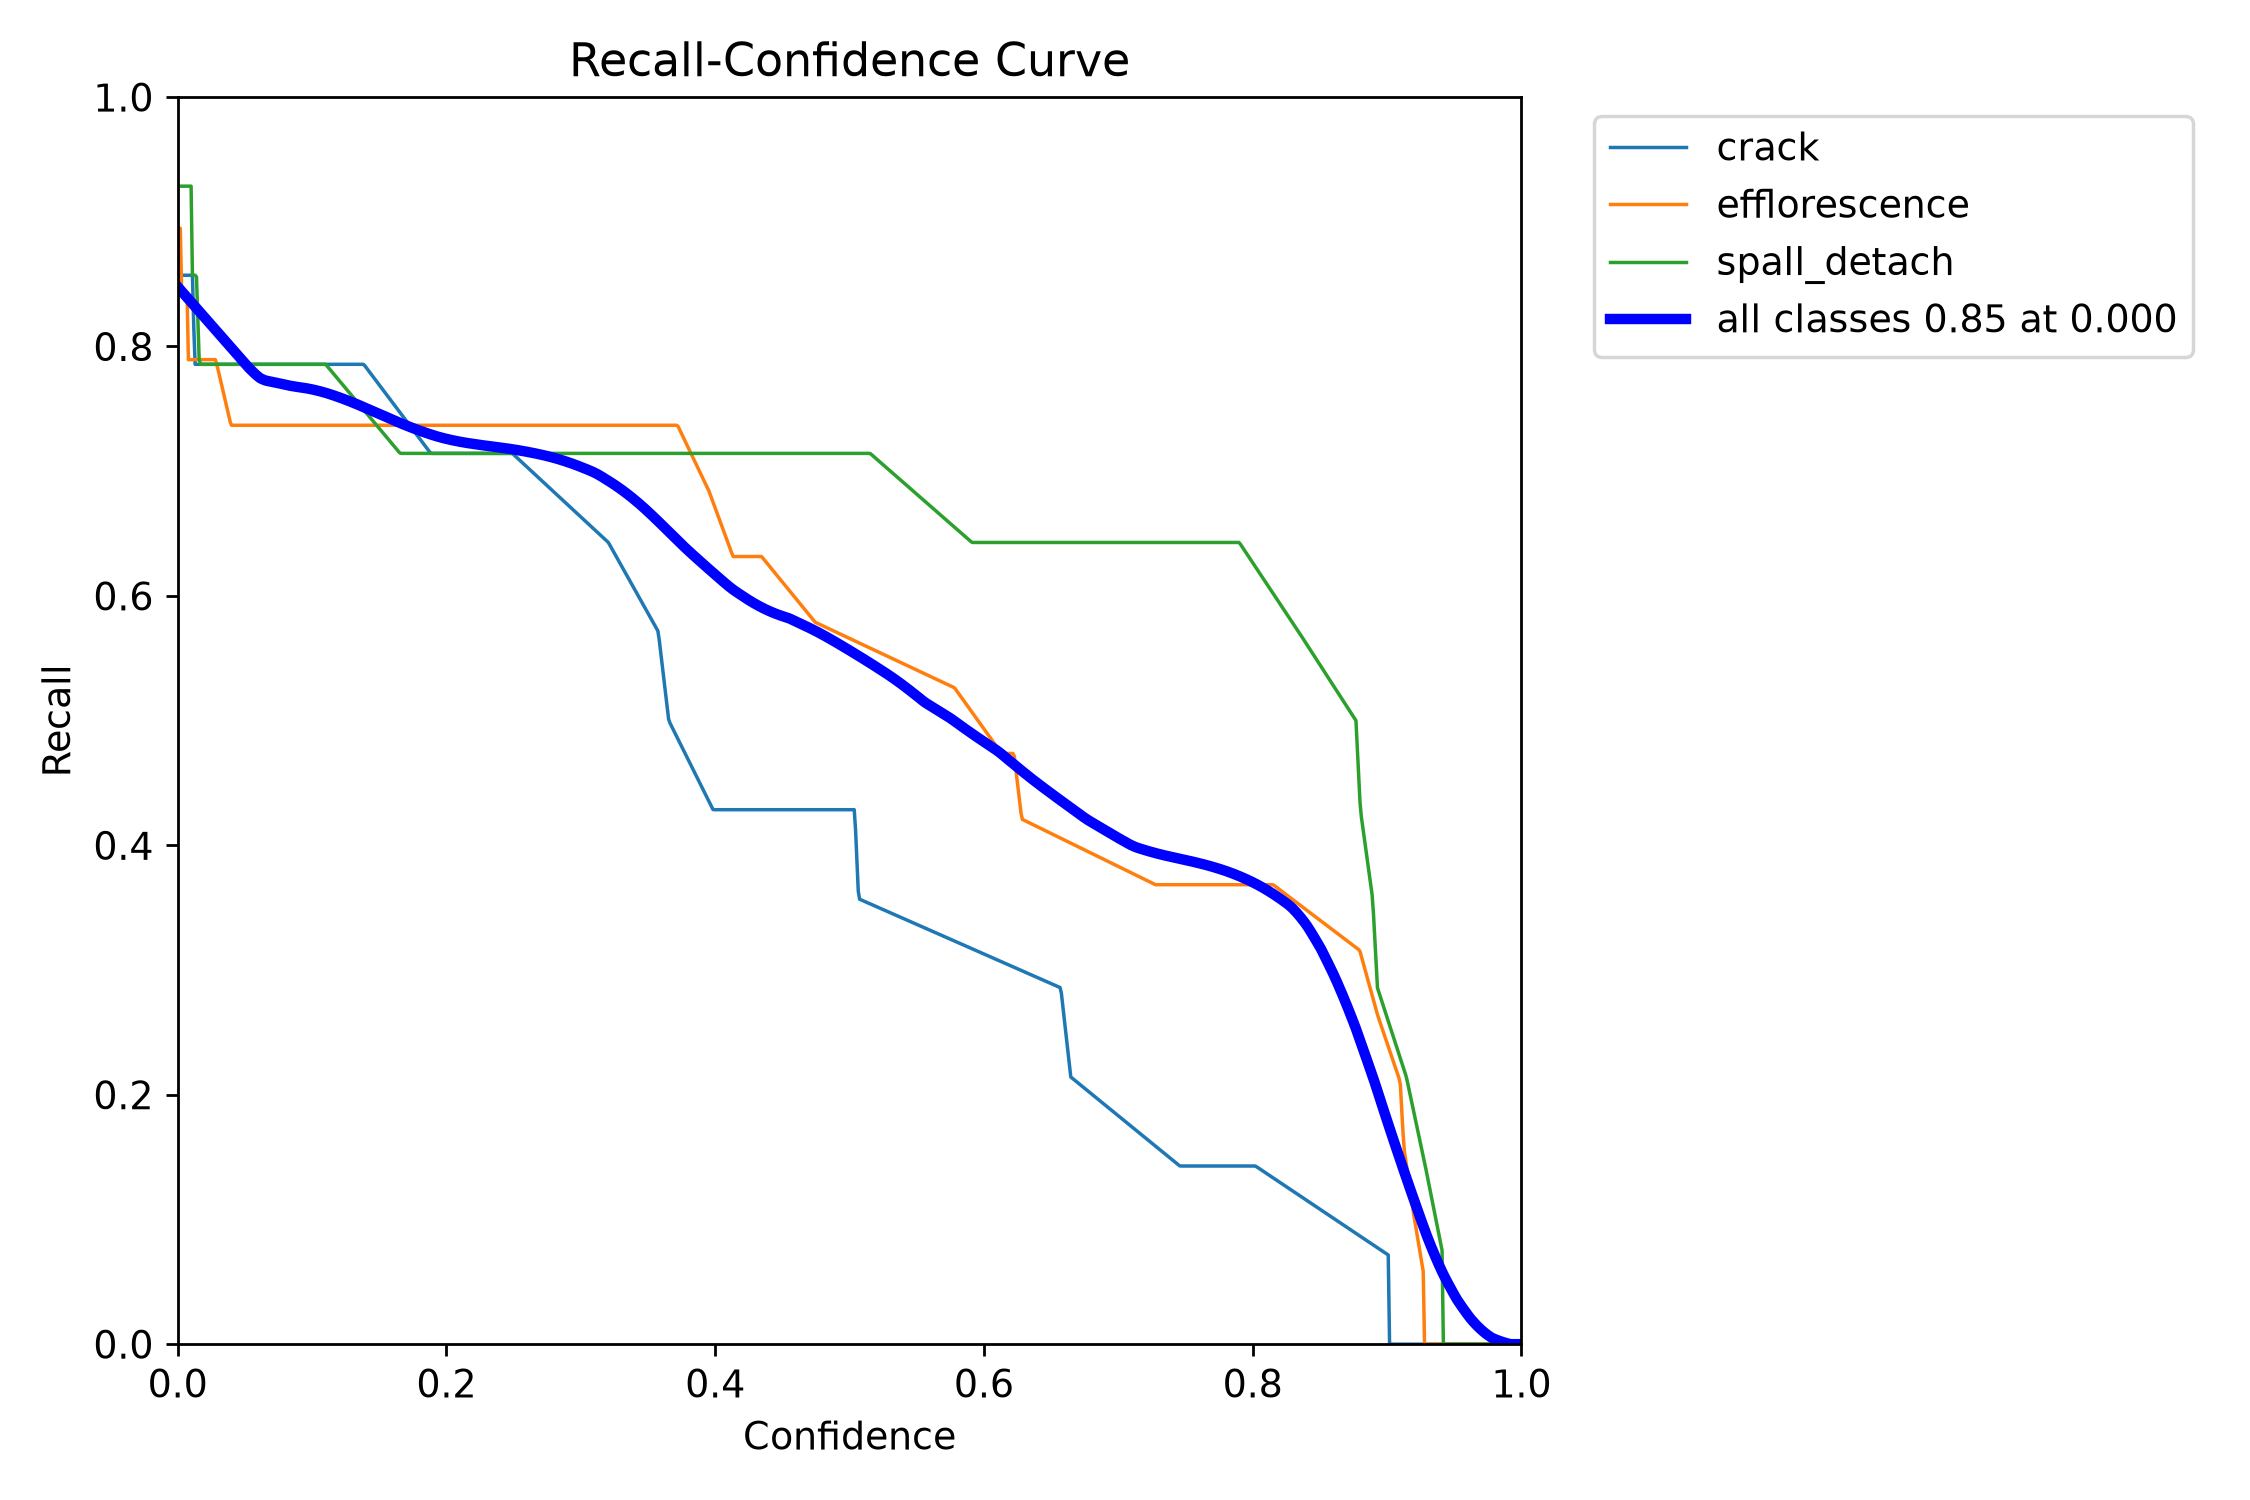 Recall-Confidence Curve
1.0
0.8
0.6
0.4
0.2
0.0
Recall
0.0 0.2 0.4 0.6 0.8 1.0
Confidence
crack
efflorescence
spall_detach
all classes 0.85 at 0.000